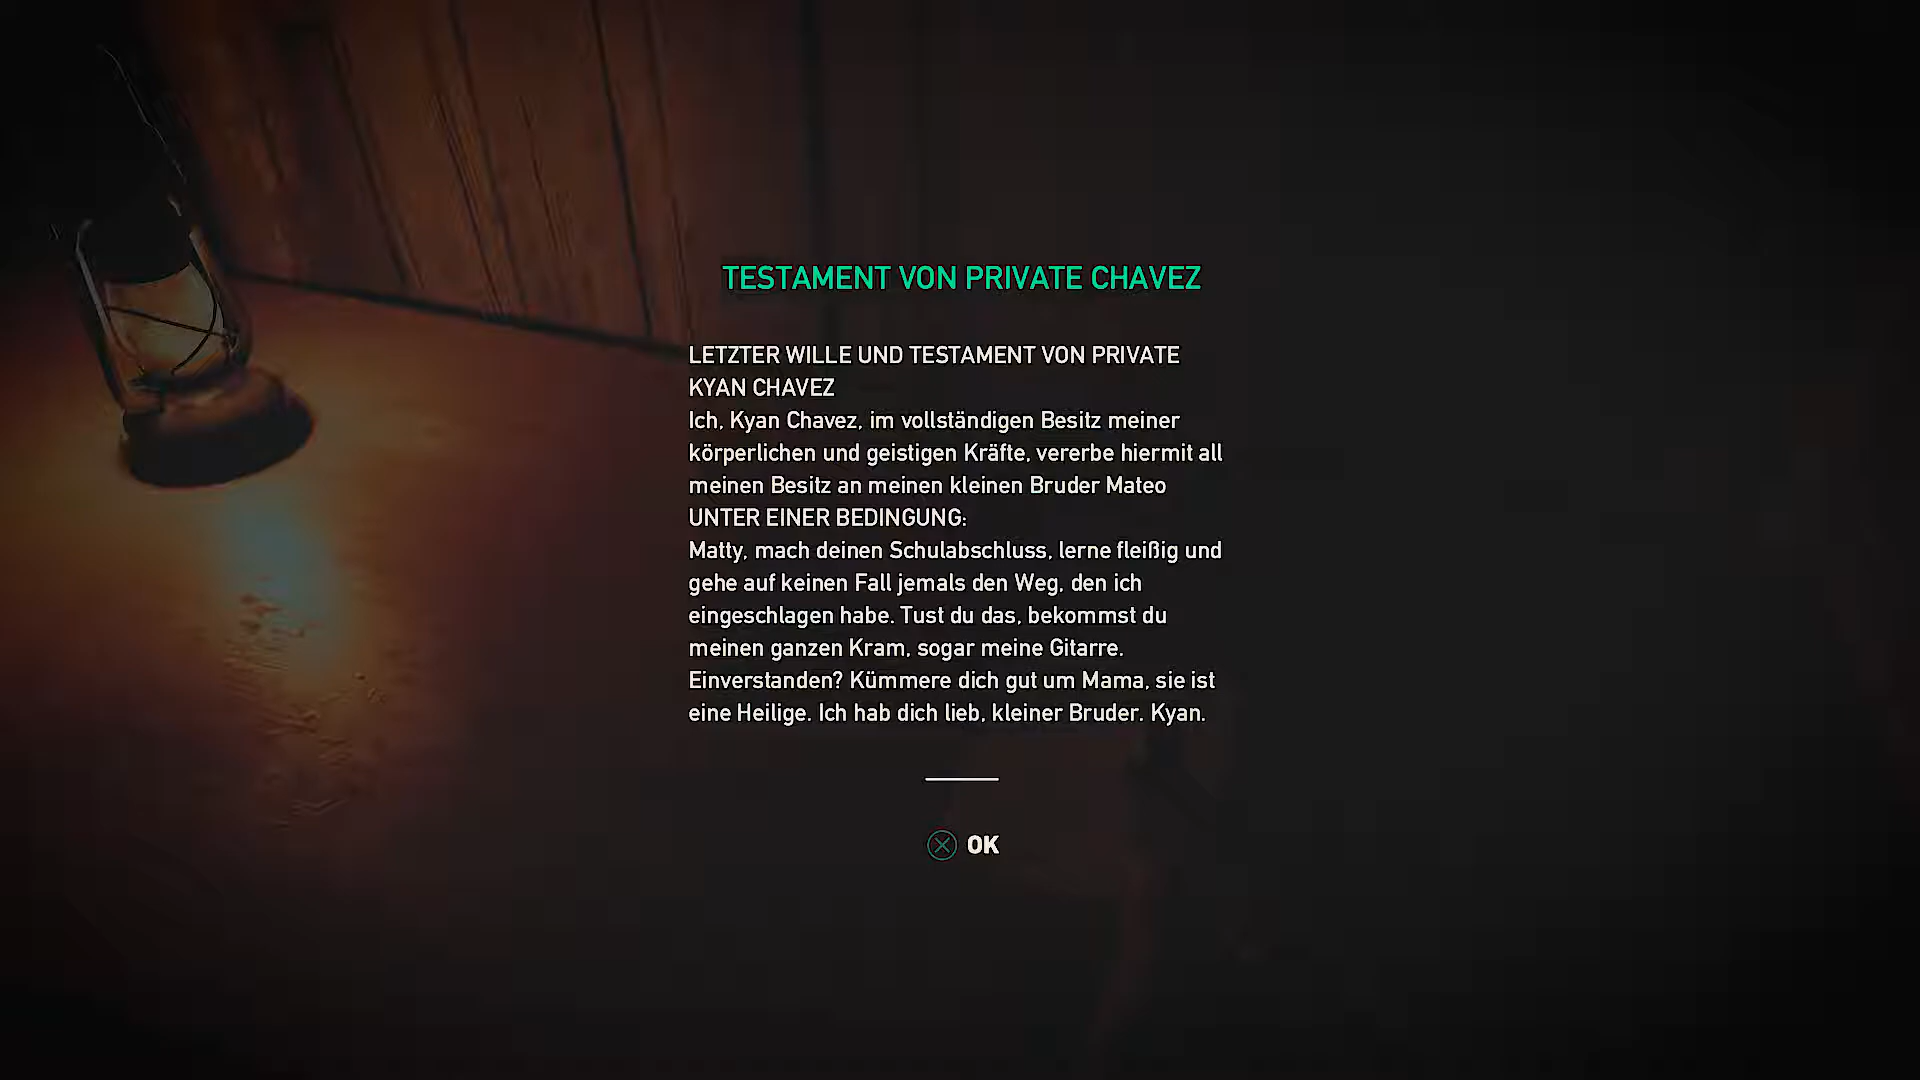 TESTAMENT VON PRIVATE CHAVEZ
LETZTER WILLE UND TESTAMENT VON PRIVATE
KYAN CHAVEZ
Ich, Kyan Chavez, im vollständigen Besitz meiner
körperlichen und geistigen Kräfte, vererbe hiermit all
meinen Besitz an meinen kleinen Bruder Mateo
UNTER EINER BEDINGUNG:
Matty, mach deinen Schulabschluss, lerne fleißig und
gehe auf keinen Fall jemals den Weg, den ich
eingeschlagen habe. Tust du das, bekommst du
meinen ganzen Kram, sogar meine Gitarre.
Einverstanden? Kümmere dich gut um Mama, sie ist
eine Heilige. Ich hab dich lieb, kleiner Bruder. Kyan.
OK